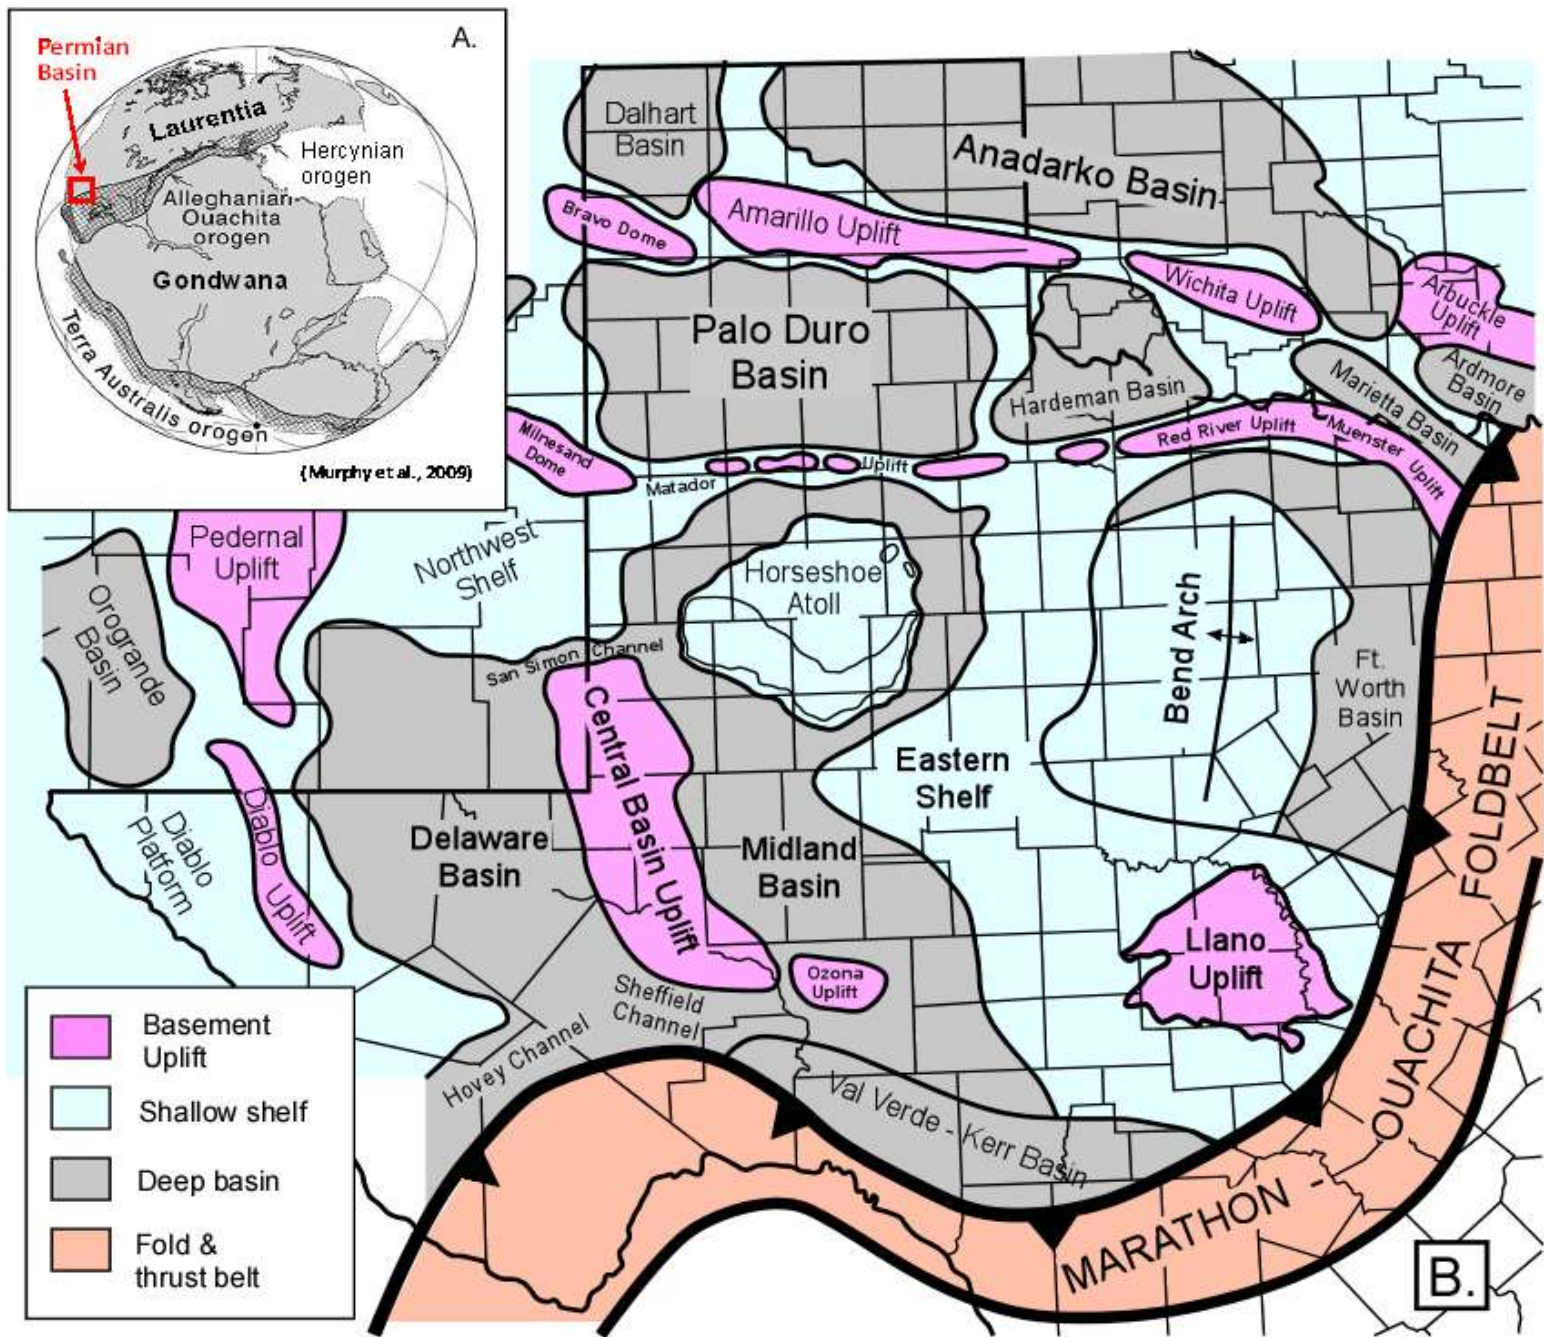 A.
Permian
Basin
Laurentia
Hercynian
orogen
Alleghanian-
Ouachita
orogen
Gondwana
Terra Australis orogen
(Murphy et al., 2009)
Dalhart
Basin
Anadarko Basin
Bravo Dome
Amarillo Uplift
Wichita Uplift
Arbuckle
Uplift
Palo Duro
Basin
Hardeman Basin
Marietta Basin
Ardmore
Basin
Milnesand
Dome
Matador
Uplift
Red River Uplift
Muenster Uplift
Pedernal
Uplift
Northwest
Shelf
Horseshoe
Atoll
Orogrande
Basin
San Simon Channel
Bend Arch
Ft.
Worth
Basin
Central Basin Uplift
Eastern
Shelf
Diablo
Platform
Diablo Uplift
Delaware
Basin
Midland
Basin
Llano
Uplift
Ozona
Uplift
Sheffield
Channel
Hovey Channel
Val Verde - Kerr Basin
MARATHON - OUACHITA FOLDBELT
Basement
Uplift
Shallow shelf
Deep basin
Fold &
thrust belt
B.